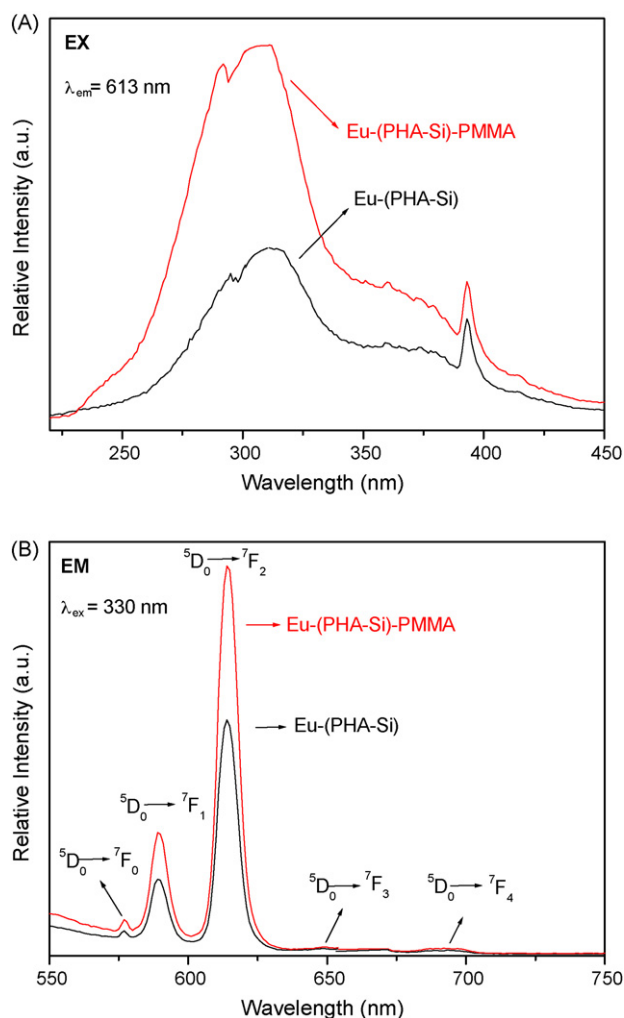 (A)
EX
λem= 613 nm
Eu-(PHA-Si)-PMMA
Eu-(PHA-Si)
Relative Intensity (a.u.)
250 300 350 400 450
Wavelength (nm)
(B)
EM
⁵D₀ ⟶ ⁷F₂
λex = 330 nm
Eu-(PHA-Si)-PMMA
Eu-(PHA-Si)
⁵D₀ ⟶ ⁷F₁
⁵D₀ ⟶ ⁷F₀
⁵D₀ ⟶ ⁷F₃
⁵D₀ ⟶ ⁷F₄
Relative Intensity (a.u.)
550 600 650 700 750
Wavelength (nm)